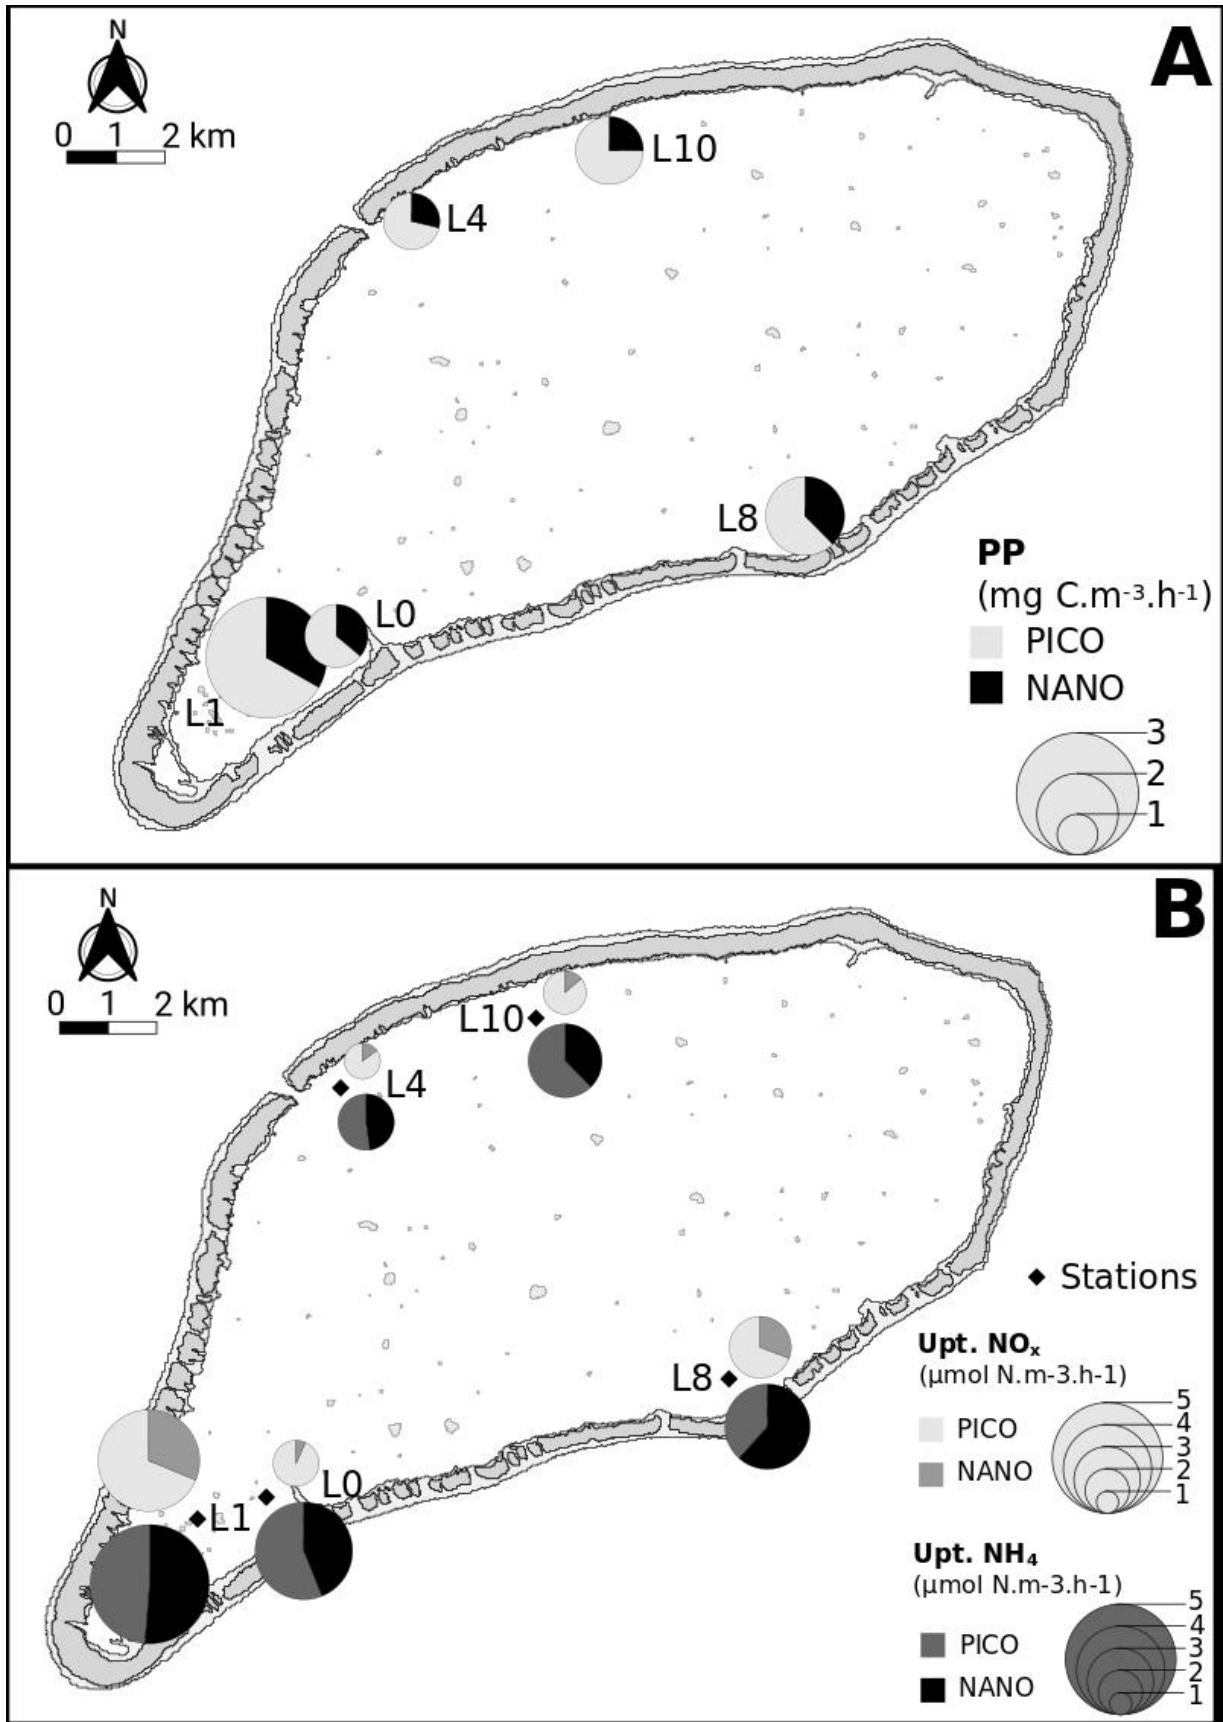 A
N
0 1 2 km
L10
L4
L8
L0
L1
PP
(mg C.m-3.h-1)
PICO
NANO
3
2
1
B
N
0 1 2 km
L10
L4
Stations
L8
L0
L1
Upt. NOx
(μmol N.m-3.h-1)
PICO
NANO
5
4
3
2
1
Upt. NH4
(μmol N.m-3.h-1)
PICO
NANO
5
4
3
2
1